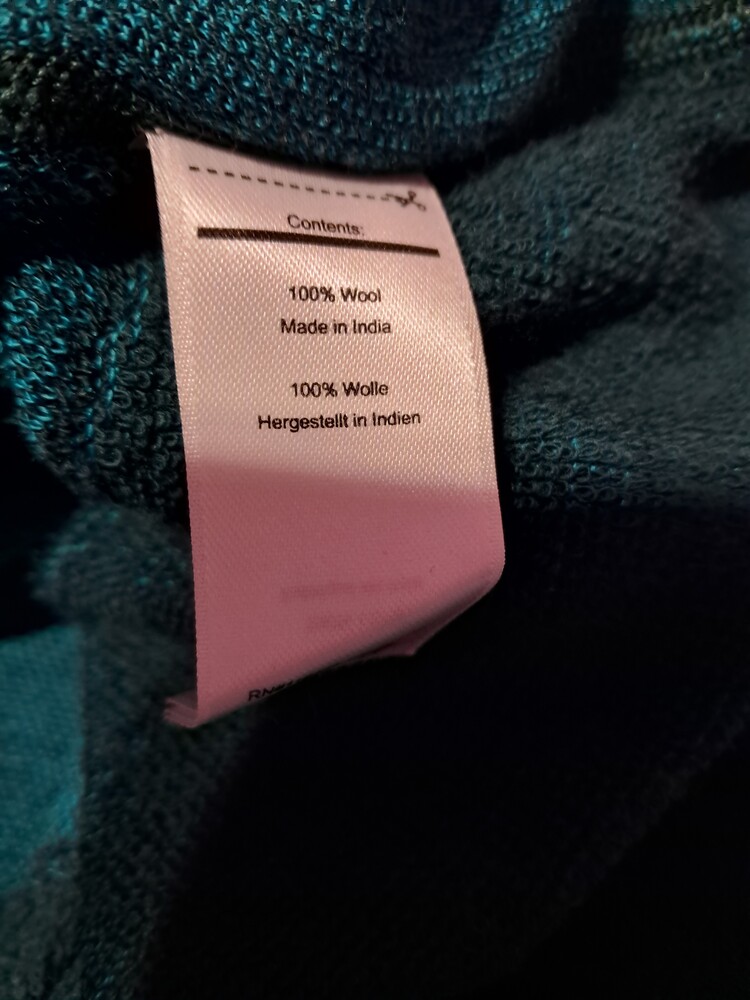 Contents:
100% Wool
Made in India
100% Wolle
Hergestellt in Indien